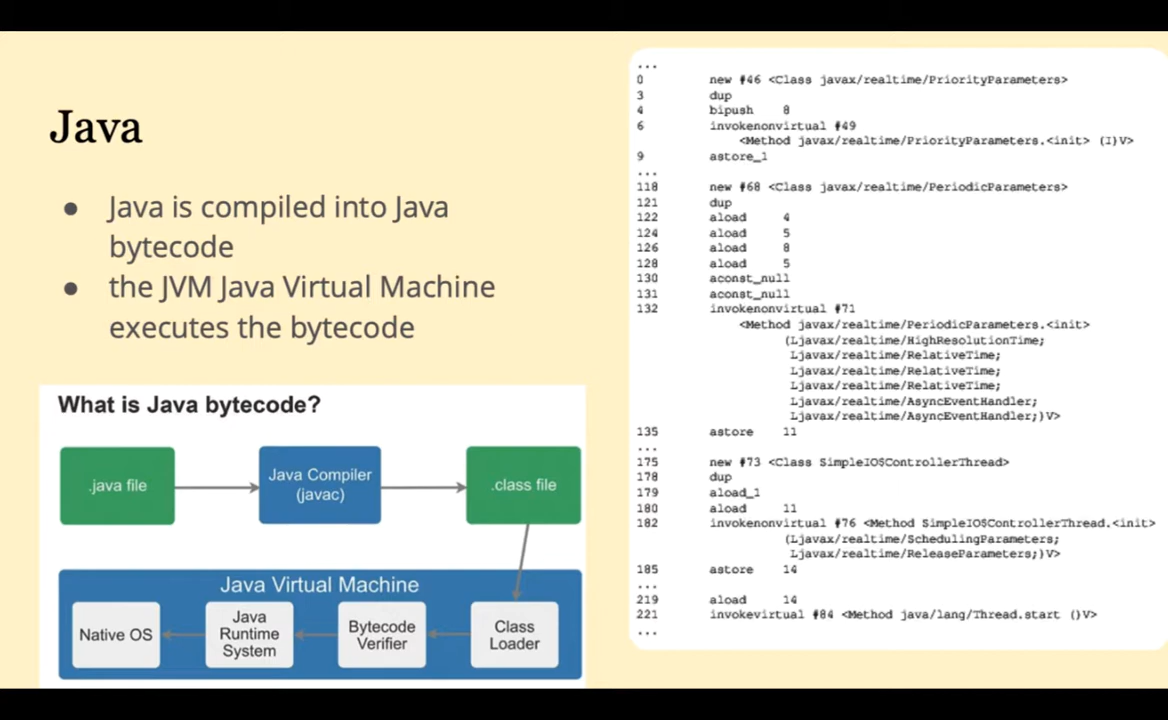 Java
● Java is compiled into Java
bytecode
● the JVM Java Virtual Machine
executes the bytecode
What is Java bytecode?
.java file
Java Compiler
(javac)
.class file
Java Virtual Machine
Native OS
Java
Runtime
System
Bytecode
Verifier
Class
Loader
...
0 new #46 <Class javax/realtime/PriorityParameters>
3 dup
4 bipush 8
6 invokenonvirtual #49
<Method javax/realtime/PriorityParameters.<init> (I)V>
9 astore_1
...
118 new #68 <Class javax/realtime/PeriodicParameters>
121 dup
122 aload 4
124 aload 5
126 aload 8
128 aload 5
130 aconst_null
131 aconst_null
132 invokenonvirtual #71
<Method javax/realtime/PeriodicParameters.<init>
(Ljavax/realtime/HighResolutionTime;
Ljavax/realtime/RelativeTime;
Ljavax/realtime/RelativeTime;
Ljavax/realtime/RelativeTime;
Ljavax/realtime/AsyncEventHandler;
Ljavax/realtime/AsyncEventHandler;)V>
135 astore 11
...
175 new #73 <Class SimpleIO$ControllerThread>
178 dup
179 aload_1
180 aload 11
182 invokenonvirtual #76 <Method SimpleIO$ControllerThread.<init>
(Ljavax/realtime/SchedulingParameters;
Ljavax/realtime/ReleaseParameters;)V>
185 astore 14
...
219 aload 14
221 invokevirtual #84 <Method java/lang/Thread.start ()V>
...